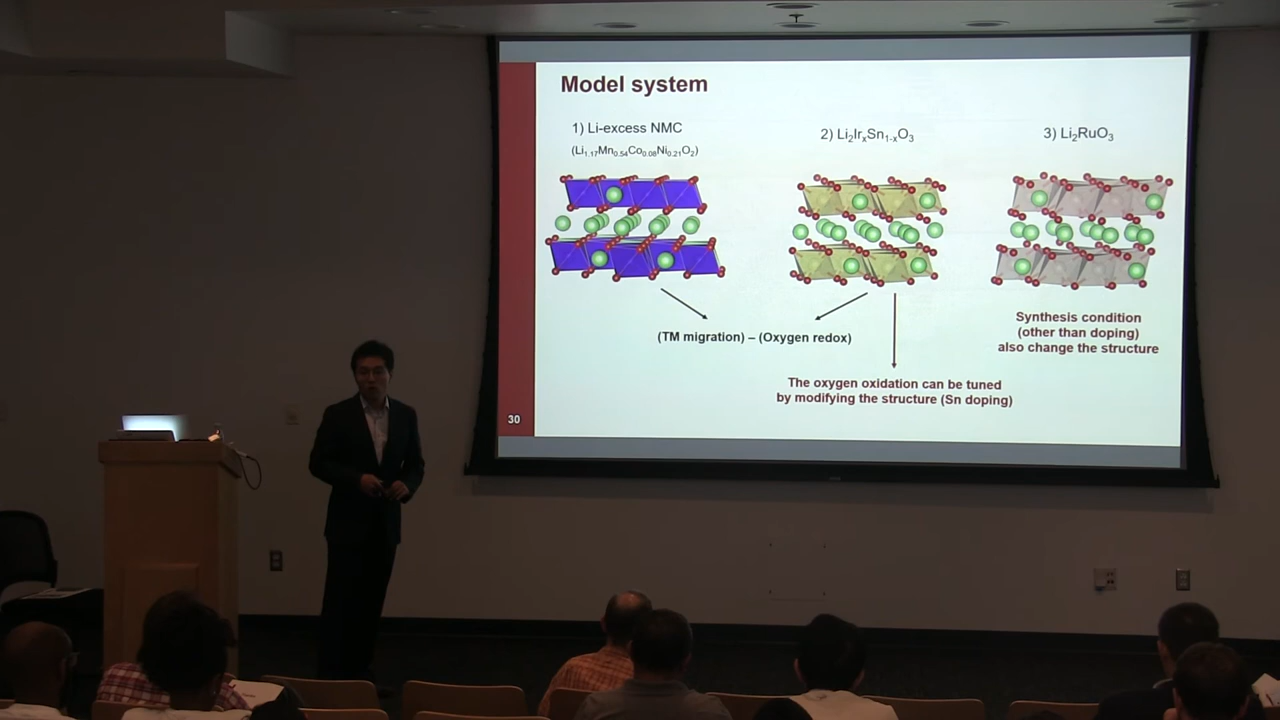 Model system
1) Li-excess NMC
(Li₁.₁₇Mn₀.₅₄Co₀.₀₈Ni₀.₂₁O₂)
2) Li₂IrₓSn₁₋ₓO₃
3) Li₂RuO₃
(TM migration) – (Oxygen redox)
Synthesis condition
(other than doping)
also change the structure
The oxygen oxidation can be tuned
by modifying the structure (Sn doping)
30